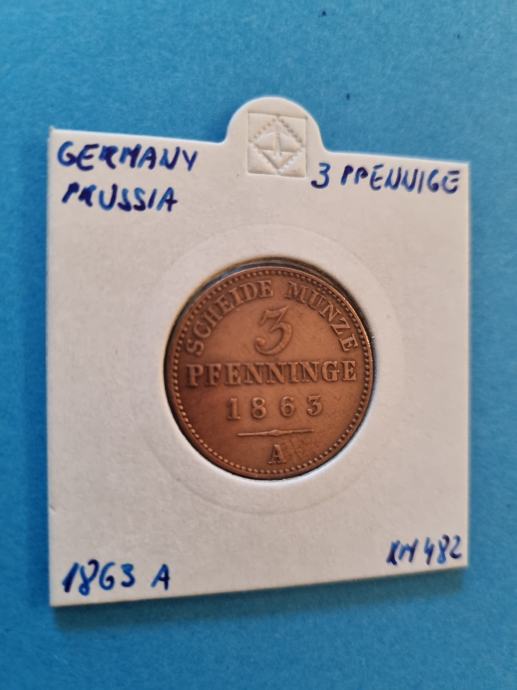 GERMANY
PRUSSIA
3 PFENNIGE
SCHEIDE MÜNZE
3
PFENNINGE
1863
A
1863 A
KM 482